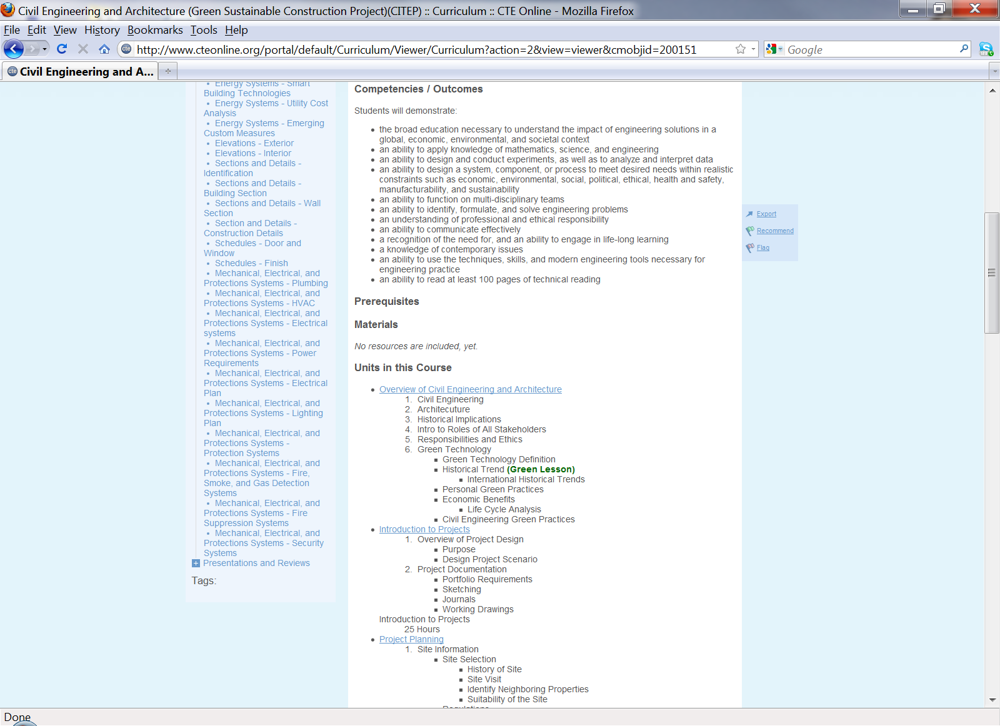 Civil Engineering and Architecture (Green Sustainable Construction Project)(CITEP) :: Curriculum :: CTE Online - Mozilla Firefox
File Edit View History Bookmarks Tools Help
cte http://www.cteonline.org/portal/default/Curriculum/Viewer/Curriculum?action=2&view=viewer&cmobjid=200151
Google
cte Civil Engineering and A...
Energy Systems - Smart
Building Technologies
Energy Systems - Utility Cost
Analysis
Energy Systems - Emerging
Custom Measures
Elevations - Exterior
Elevations - Interior
Sections and Details -
Identification
Sections and Details -
Building Section
Sections and Details - Wall
Section
Section and Details -
Construction Details
Schedules - Door and
Window
Schedules - Finish
Mechanical, Electrical, and
Protections Systems - Plumbing
Mechanical, Electrical, and
Protections Systems - HVAC
Mechanical, Electrical, and
Protections Systems - Electrical
systems
Mechanical, Electrical, and
Protections Systems - Power
Requirements
Mechanical, Electrical, and
Protections Systems - Electrical
Plan
Mechanical, Electrical, and
Protections Systems - Lighting
Plan
Mechanical, Electrical, and
Protections Systems -
Protection Systems
Mechanical, Electrical, and
Protections Systems - Fire,
Smoke, and Gas Detection
Systems
Mechanical, Electrical, and
Protections Systems - Fire
Suppression Systems
Mechanical, Electrical, and
Protections Systems - Security
Systems
Presentations and Reviews
Tags:
Competencies / Outcomes
Students will demonstrate:
the broad education necessary to understand the impact of engineering solutions in a
global, economic, environmental, and societal context
an ability to apply knowledge of mathematics, science, and engineering
an ability to design and conduct experiments, as well as to analyze and interpret data
an ability to design a system, component, or process to meet desired needs within realistic
constraints such as economic, environmental, social, political, ethical, health and safety,
manufacturability, and sustainability
an ability to function on multi-disciplinary teams
an ability to identify, formulate, and solve engineering problems
an understanding of professional and ethical responsibility
an ability to communicate effectively
a recognition of the need for, and an ability to engage in life-long learning
a knowledge of contemporary issues
an ability to use the techniques, skills, and modern engineering tools necessary for
engineering practice
an ability to read at least 100 pages of technical reading
Prerequisites
Materials
No resources are included, yet.
Units in this Course
Overview of Civil Engineering and Architecture
1. Civil Engineering
2. Architecuture
3. Historical Implications
4. Intro to Roles of All Stakeholders
5. Responsibilities and Ethics
6. Green Technology
Green Technology Definition
Historical Trend (Green Lesson)
International Historical Trends
Personal Green Practices
Economic Benefits
Life Cycle Analysis
Civil Engineering Green Practices
Introduction to Projects
1. Overview of Project Design
Purpose
Design Project Scenario
2. Project Documentation
Portfolio Requirements
Sketching
Journals
Working Drawings
Introduction to Projects
25 Hours
Project Planning
1. Site Information
Site Selection
History of Site
Site Visit
Identify Neighboring Properties
Suitability of the Site
Regulations
Export
Recommend
Flag
Done